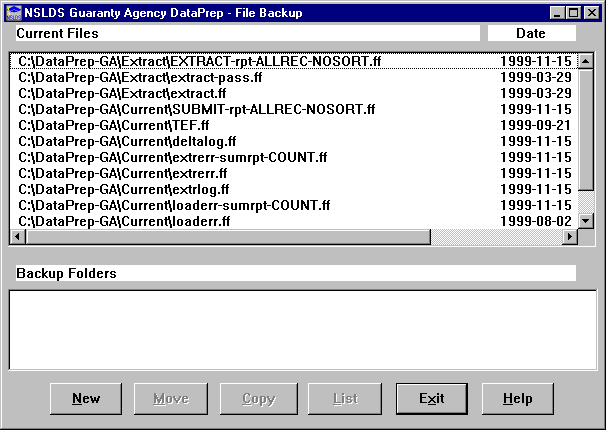 NSLDS Guaranty Agency DataPrep - File Backup
Current Files Date
C:\DataPrep-GA\Extract\EXTRACT-rpt-ALLREC-NOSORT.ff 1999-11-15
C:\DataPrep-GA\Extract\extract-pass.ff 1999-03-29
C:\DataPrep-GA\Extract\extract.ff 1999-03-29
C:\DataPrep-GA\Current\SUBMIT-rpt-ALLREC-NOSORT.ff 1999-11-15
C:\DataPrep-GA\Current\TEF.ff 1999-09-21
C:\DataPrep-GA\Current\deltalog.ff 1999-11-15
C:\DataPrep-GA\Current\extrerr-sumrpt-COUNT.ff 1999-11-15
C:\DataPrep-GA\Current\extrerr.ff 1999-11-15
C:\DataPrep-GA\Current\extrlog.ff 1999-11-15
C:\DataPrep-GA\Current\loaderr-sumrpt-COUNT.ff 1999-11-15
C:\DataPrep-GA\Current\loaderr.ff 1999-08-02
Backup Folders
New Move Copy List Exit Help